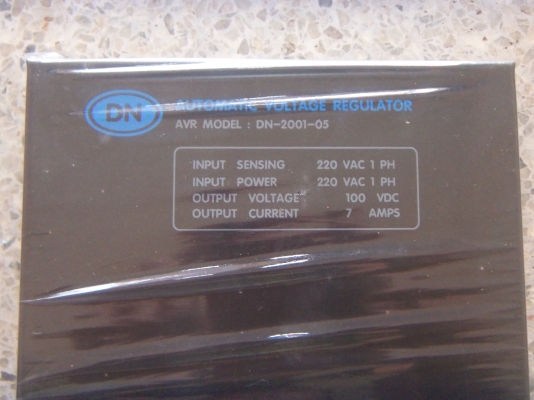 DN
AUTOMATIC VOLTAGE REGULATOR
AVR MODEL : DN-2001-05
INPUT SENSING 220 VAC 1 PH
INPUT POWER 220 VAC 1 PH
OUTPUT VOLTAGE 100 VDC
OUTPUT CURRENT 7 AMPS